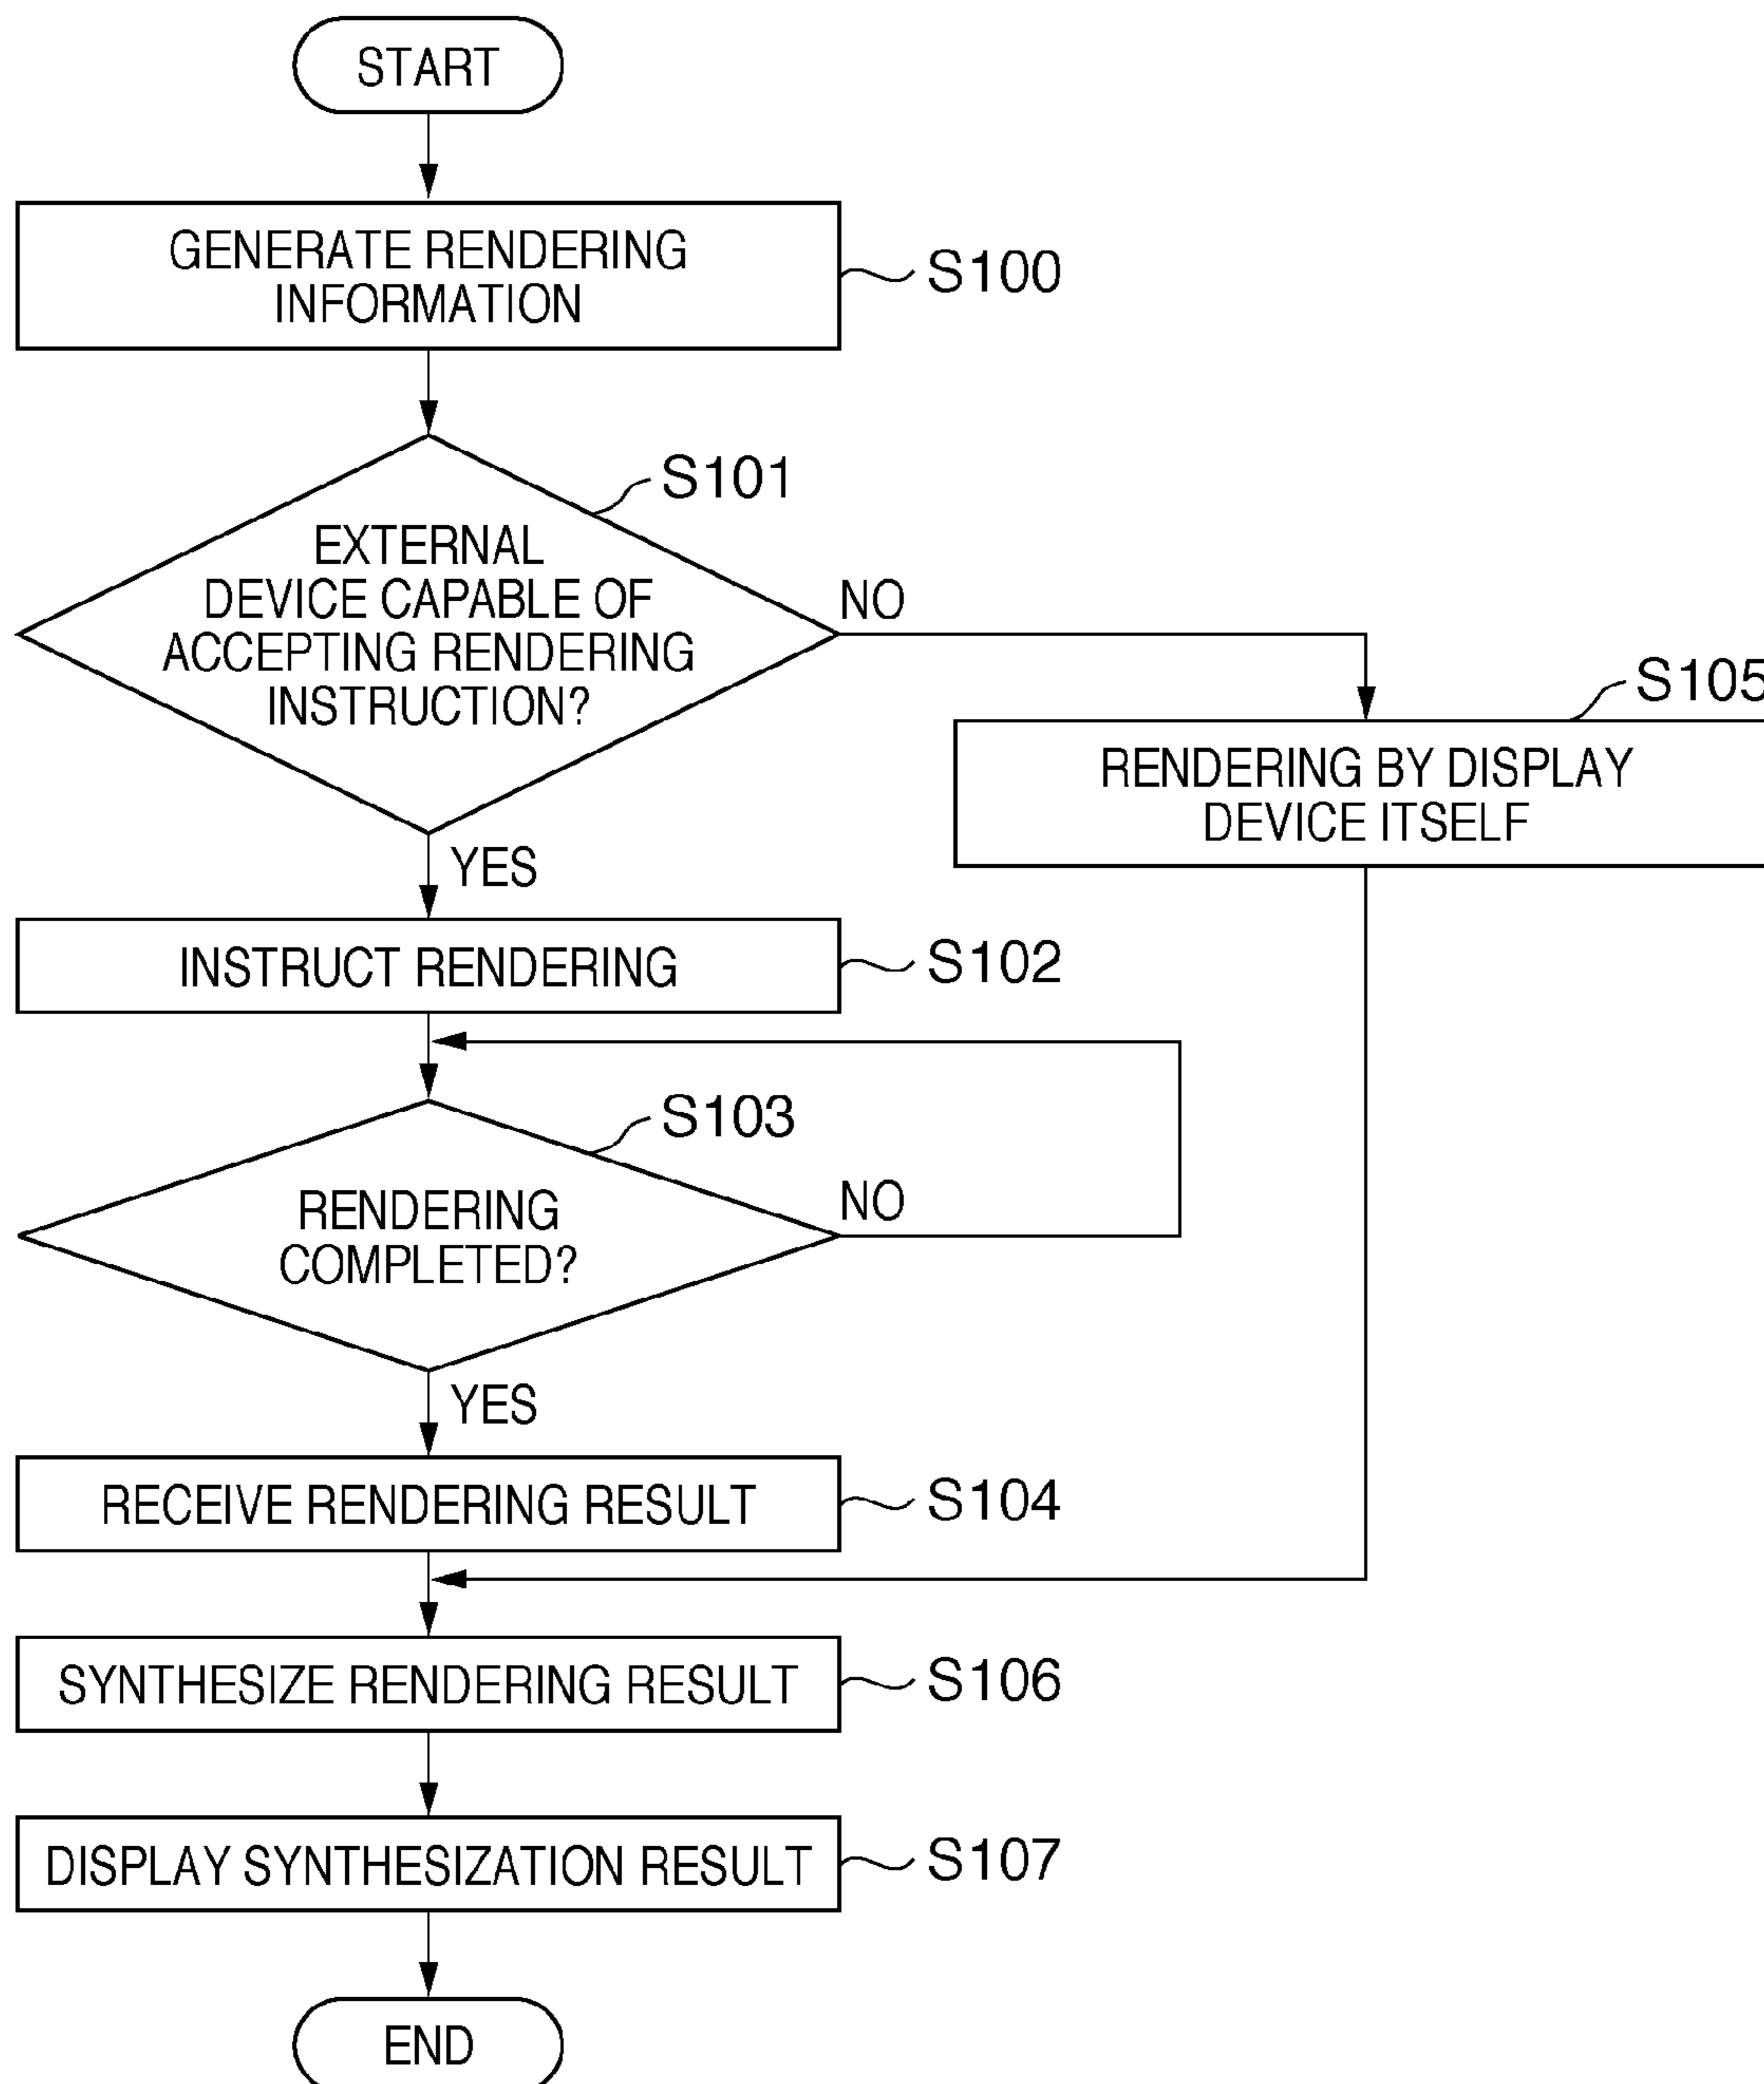 START
GENERATE RENDERING
INFORMATION
S100
S101
EXTERNAL
DEVICE CAPABLE OF
ACCEPTING RENDERING
INSTRUCTION?
NO
S105
RENDERING BY DISPLAY
DEVICE ITSELF
YES
INSTRUCT RENDERING
S102
S103
RENDERING
COMPLETED?
NO
YES
RECEIVE RENDERING RESULT
S104
SYNTHESIZE RENDERING RESULT
S106
DISPLAY SYNTHESIZATION RESULT
S107
END